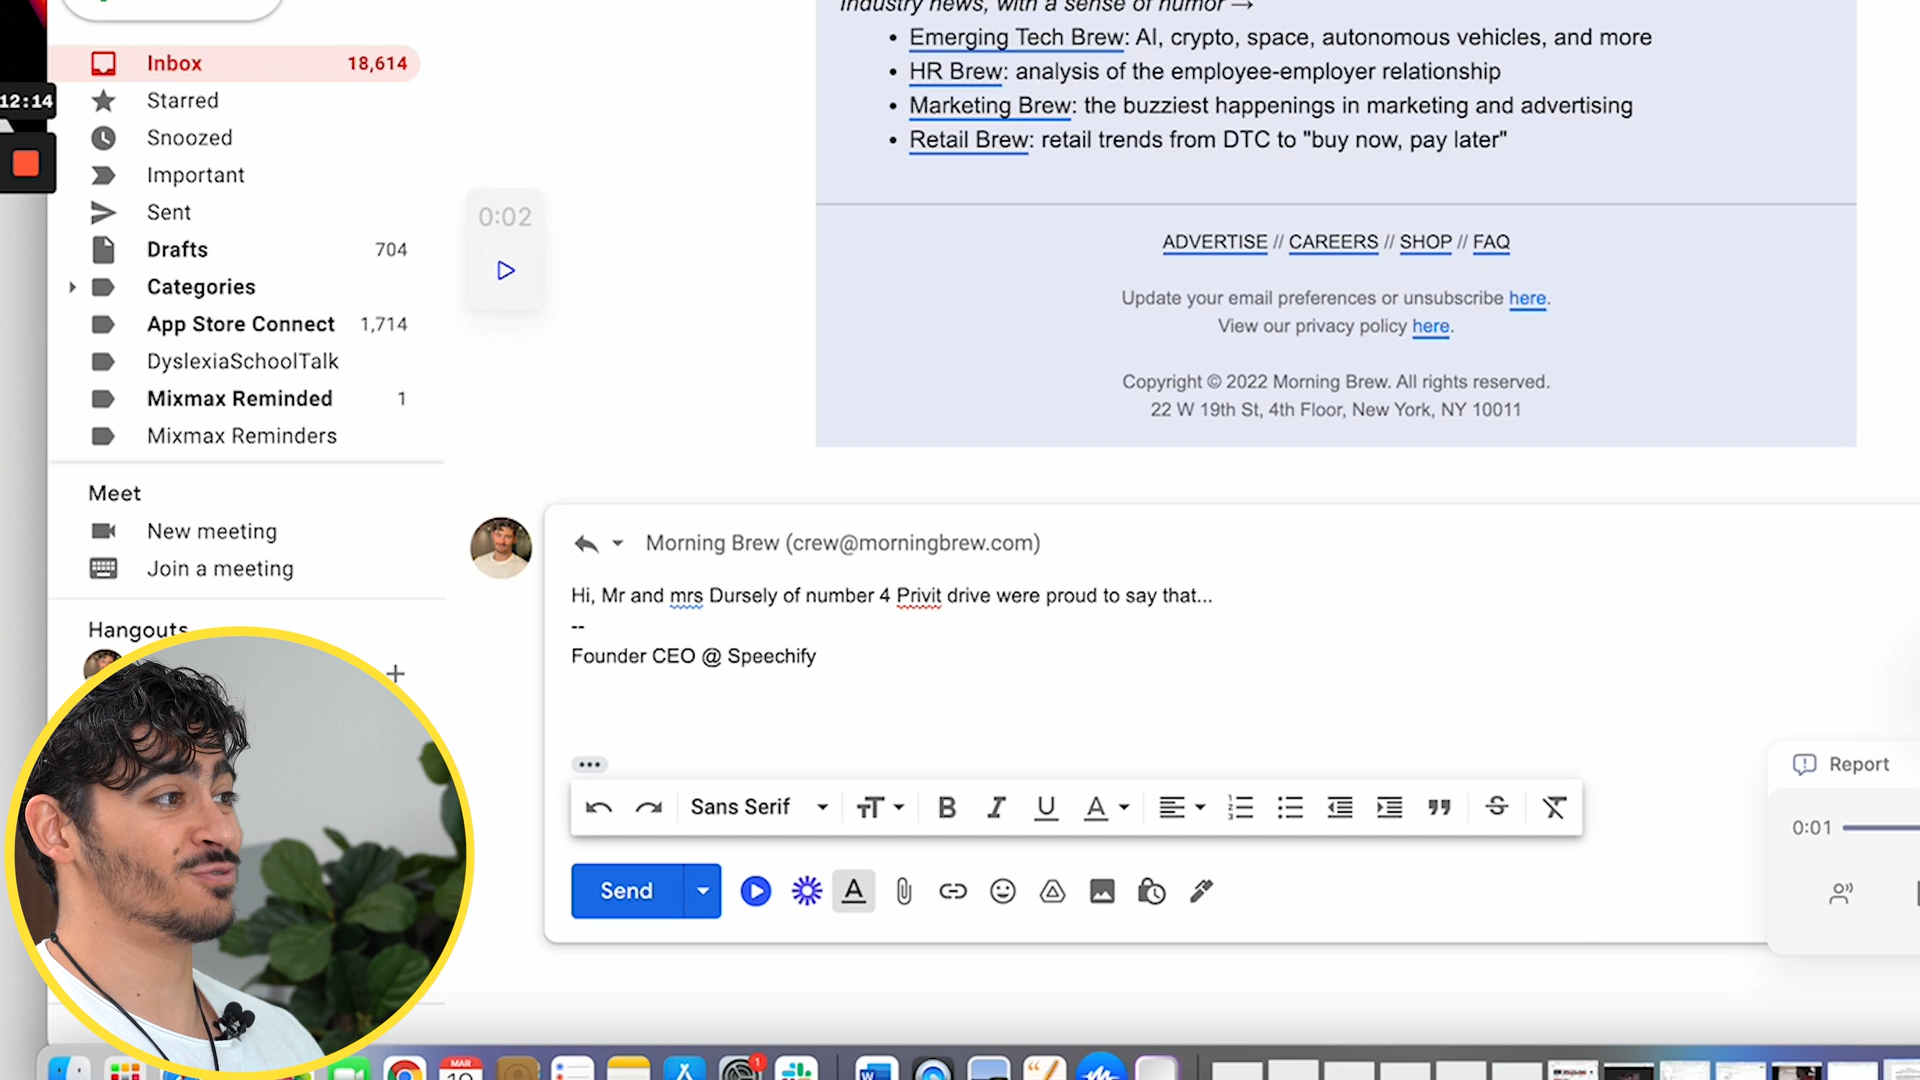 Industry news, with a sense of humor →
• Emerging Tech Brew: AI, crypto, space, autonomous vehicles, and more
• HR Brew: analysis of the employee-employer relationship
• Marketing Brew: the buzziest happenings in marketing and advertising
• Retail Brew: retail trends from DTC to "buy now, pay later"
ADVERTISE // CAREERS // SHOP // FAQ
Update your email preferences or unsubscribe here.
View our privacy policy here.
Copyright © 2022 Morning Brew. All rights reserved.
22 W 19th St, 4th Floor, New York, NY 10011
12:14
Inbox 18,614
Starred
Snoozed
Important
Sent
Drafts 704
Categories
App Store Connect 1,714
DyslexiaSchoolTalk
Mixmax Reminded 1
Mixmax Reminders
Meet
New meeting
Join a meeting
Hangouts
0:02
Morning Brew (crew@morningbrew.com)
Hi, Mr and mrs Dursely of number 4 Privit drive were proud to say that...
--
Founder CEO @ Speechify
Sans Serif
Send
Report
0:01
MAR
1